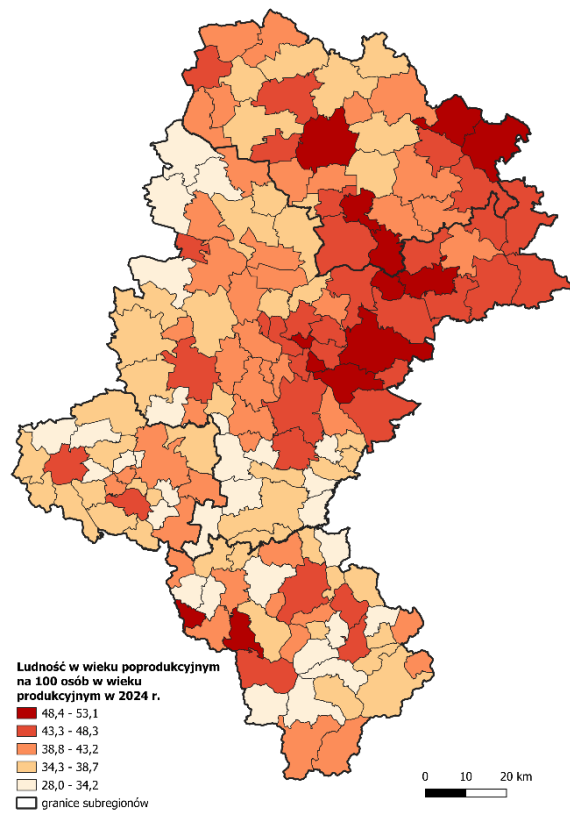 Ludność w wieku poprodukcyjnym
na 100 osób w wieku
produkcyjnym w 2024 r.
48,4 - 53,1
43,3 - 48,3
38,8 - 43,2
34,3 - 38,7
28,0 - 34,2
granice subregionów
0 10 20 km